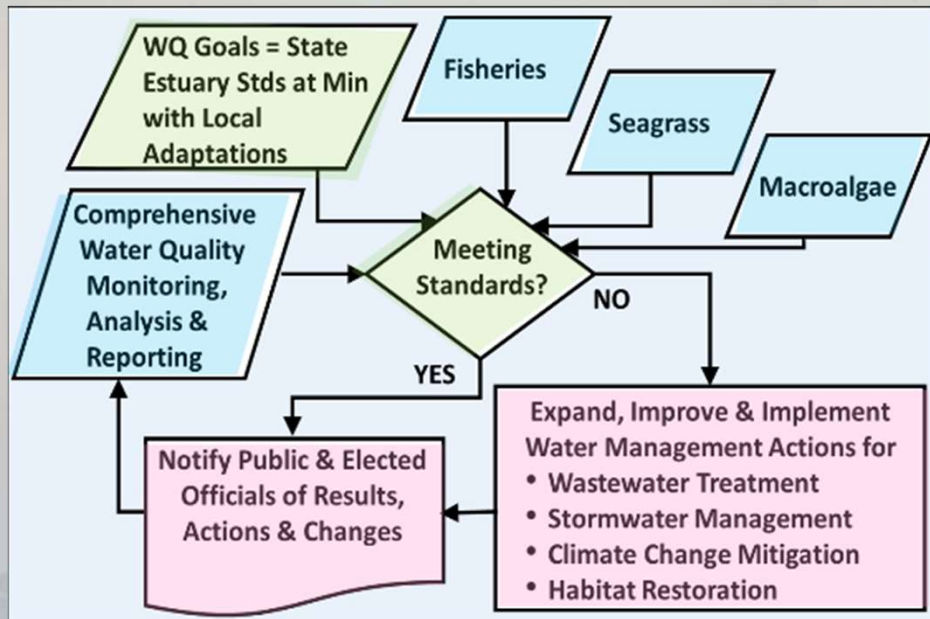 WQ Goals = State
Estuary Stds at Min
with Local
Adaptations
Fisheries
Seagrass
Macroalgae
Comprehensive
Water Quality
Monitoring,
Analysis &
Reporting
Meeting
Standards?
NO
YES
Notify Public & Elected
Officials of Results,
Actions & Changes
Expand, Improve & Implement
Water Management Actions for
• Wastewater Treatment
• Stormwater Management
• Climate Change Mitigation
• Habitat Restoration